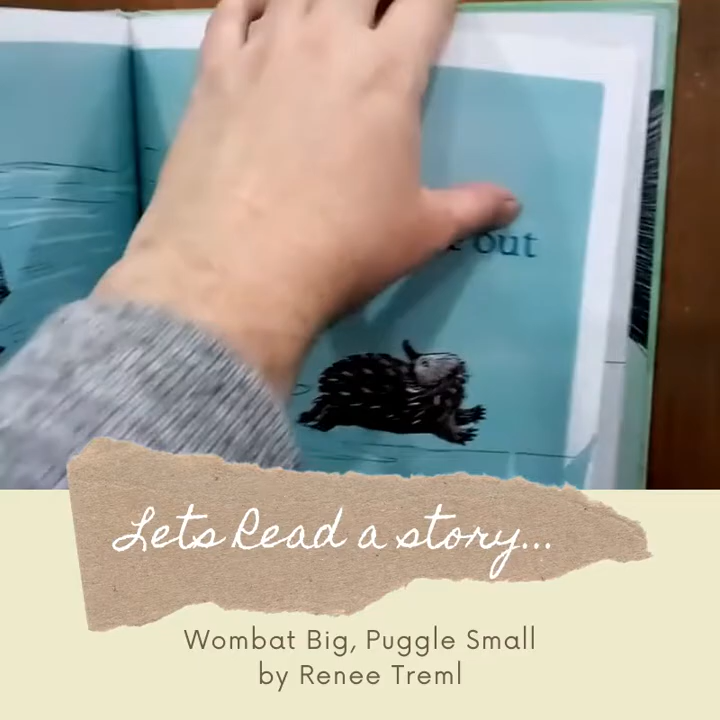 out
Lets Read a story...
Wombat Big, Puggle Small
by Renee Treml